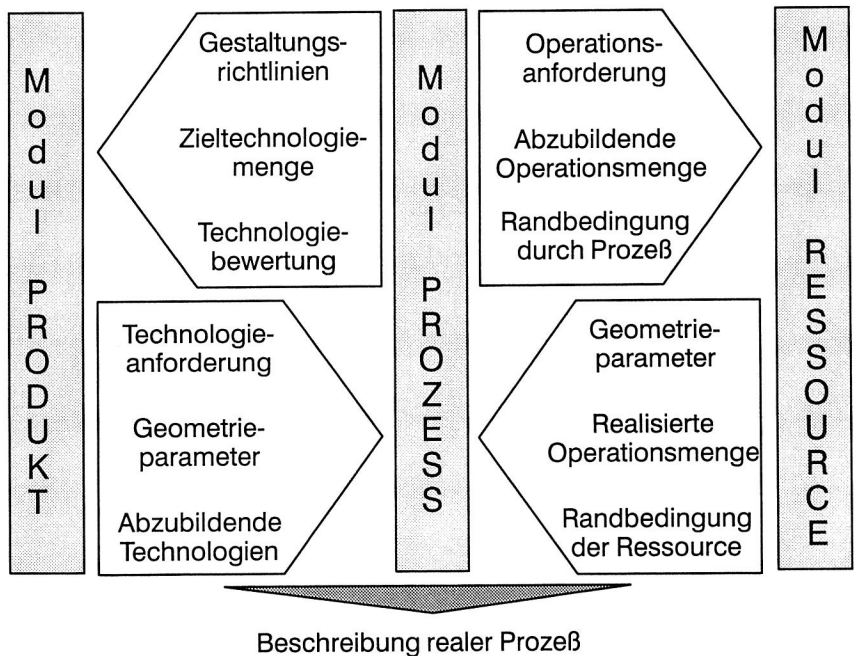 Modul PRODUKT
Gestaltungs-
richtlinien
Zieltechnologie-
menge
Technologie-
bewertung
Technologie-
anforderung
Geometrie-
parameter
Abzubildende
Technologien
Modul PROZESS
Operations-
anforderung
Abzubildende
Operationsmenge
Randbedingung
durch Prozeß
Geometrie-
parameter
Realisierte
Operationsmenge
Randbedingung
der Ressource
Modul RESSOURCE
Beschreibung realer Prozeß